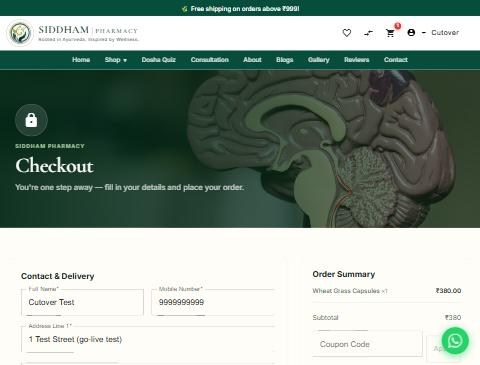 Free shipping on orders above ₹999!
SIDDHAM | PHARMACY
Rooted in Ayurveda. Inspired by Wellness.
1
Cutover
Home Shop ▾ Dosha Quiz Consultation About Blogs Gallery Reviews Contact
SIDDHAM PHARMACY
Checkout
You're one step away — fill in your details and place your order.
Contact & Delivery
Full Name*
Cutover Test
Mobile Number*
9999999999
Address Line 1*
1 Test Street (go-live test)
Order Summary
Wheat Grass Capsules ×1 ₹380.00
Subtotal ₹380
Coupon Code